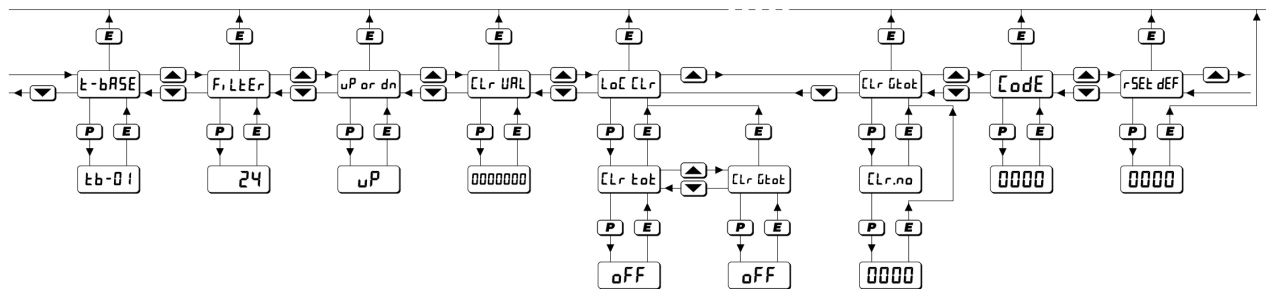 E E E E E E E E
t-bASE FiLtEr uP or dn CLr VAL LoC CLr CLr Gtot CodE rSEt dEF
P E P E P E P E P E E P E P E P E
tb-01 24 uP 0000000 CLr tot CLr Gtot CLr.no 0000 0000
P E P E P E
oFF oFF 0000